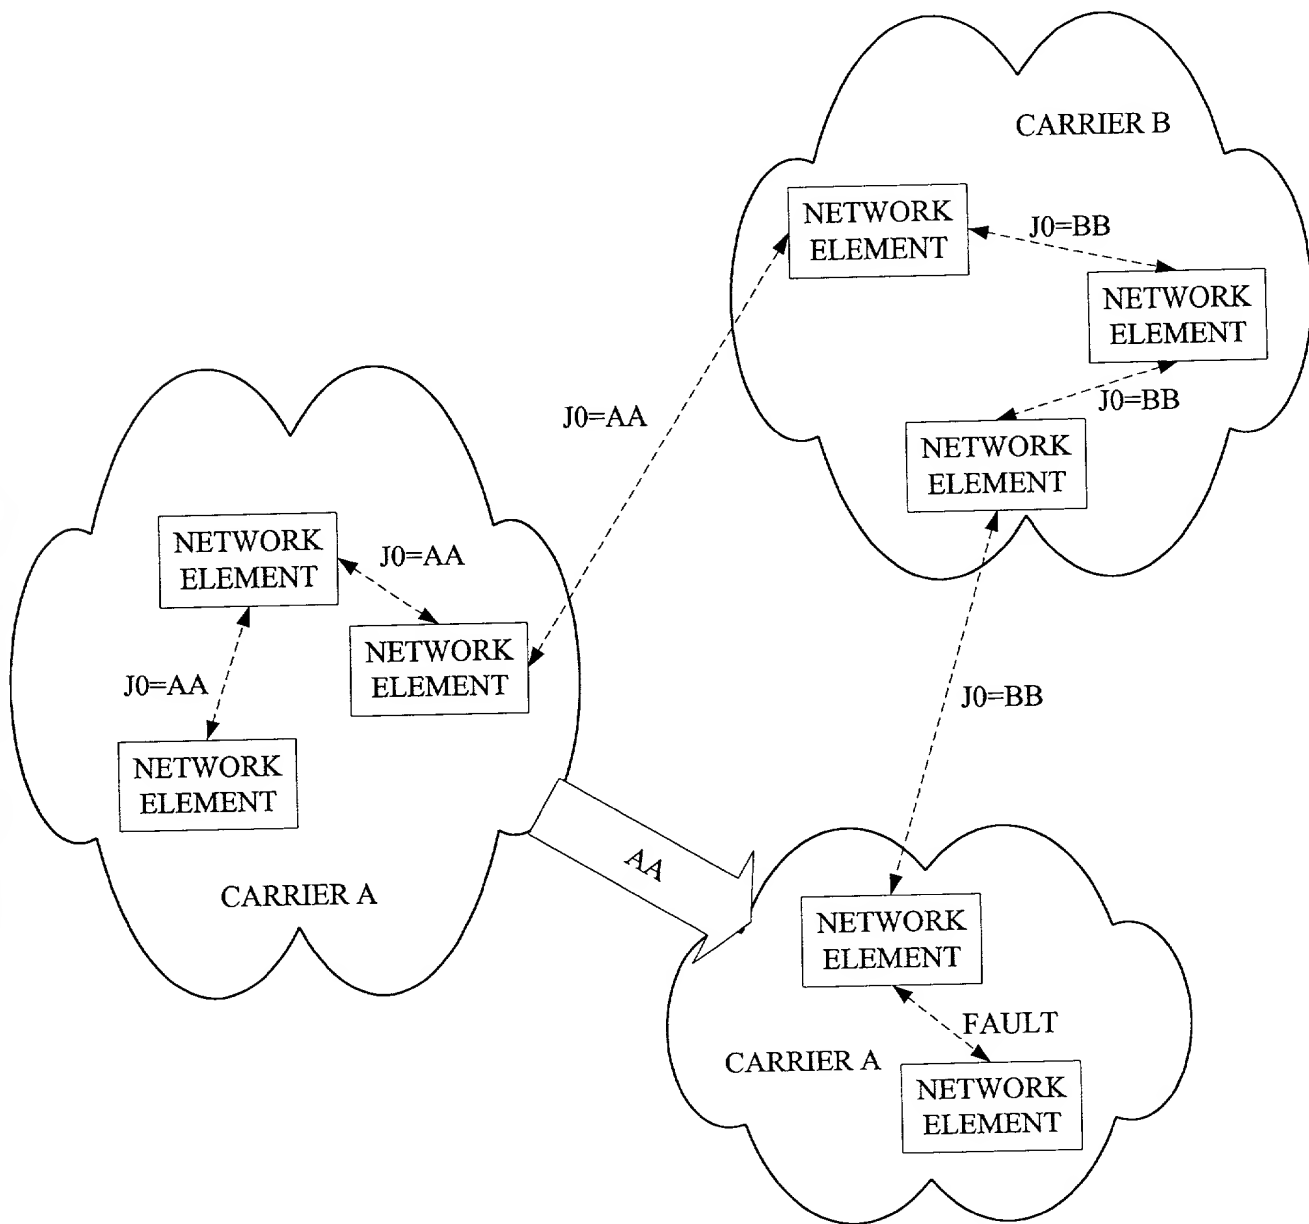 CARRIER B
NETWORK
ELEMENT
J0=BB
NETWORK
ELEMENT
J0=BB
NETWORK
ELEMENT
J0=AA
NETWORK
ELEMENT
J0=AA
NETWORK
ELEMENT
J0=AA
NETWORK
ELEMENT
CARRIER A
J0=BB
AA
NETWORK
ELEMENT
FAULT
CARRIER A
NETWORK
ELEMENT